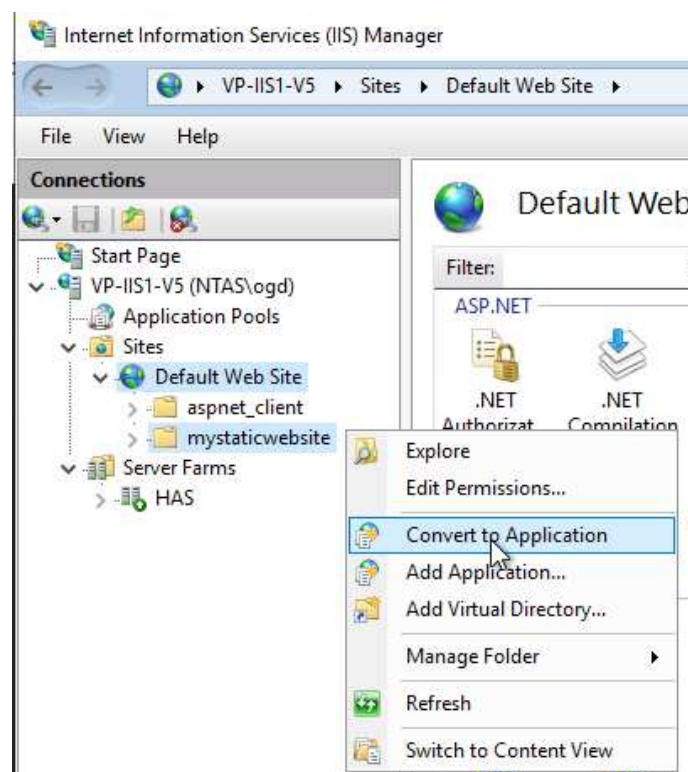 Internet Information Services (IIS) Manager
VP-IIS1-V5 Sites Default Web Site
File View Help
Connections
Start Page
VP-IIS1-V5 (NTAS\ogd)
Application Pools
Sites
Default Web Site
aspnet_client
mystaticwebsite
Server Farms
HAS
Default Web
Filter:
ASP.NET
.NET .NET
Authorizat Compilation
Explore
Edit Permissions...
Convert to Application
Add Application...
Add Virtual Directory...
Manage Folder
Refresh
Switch to Content View